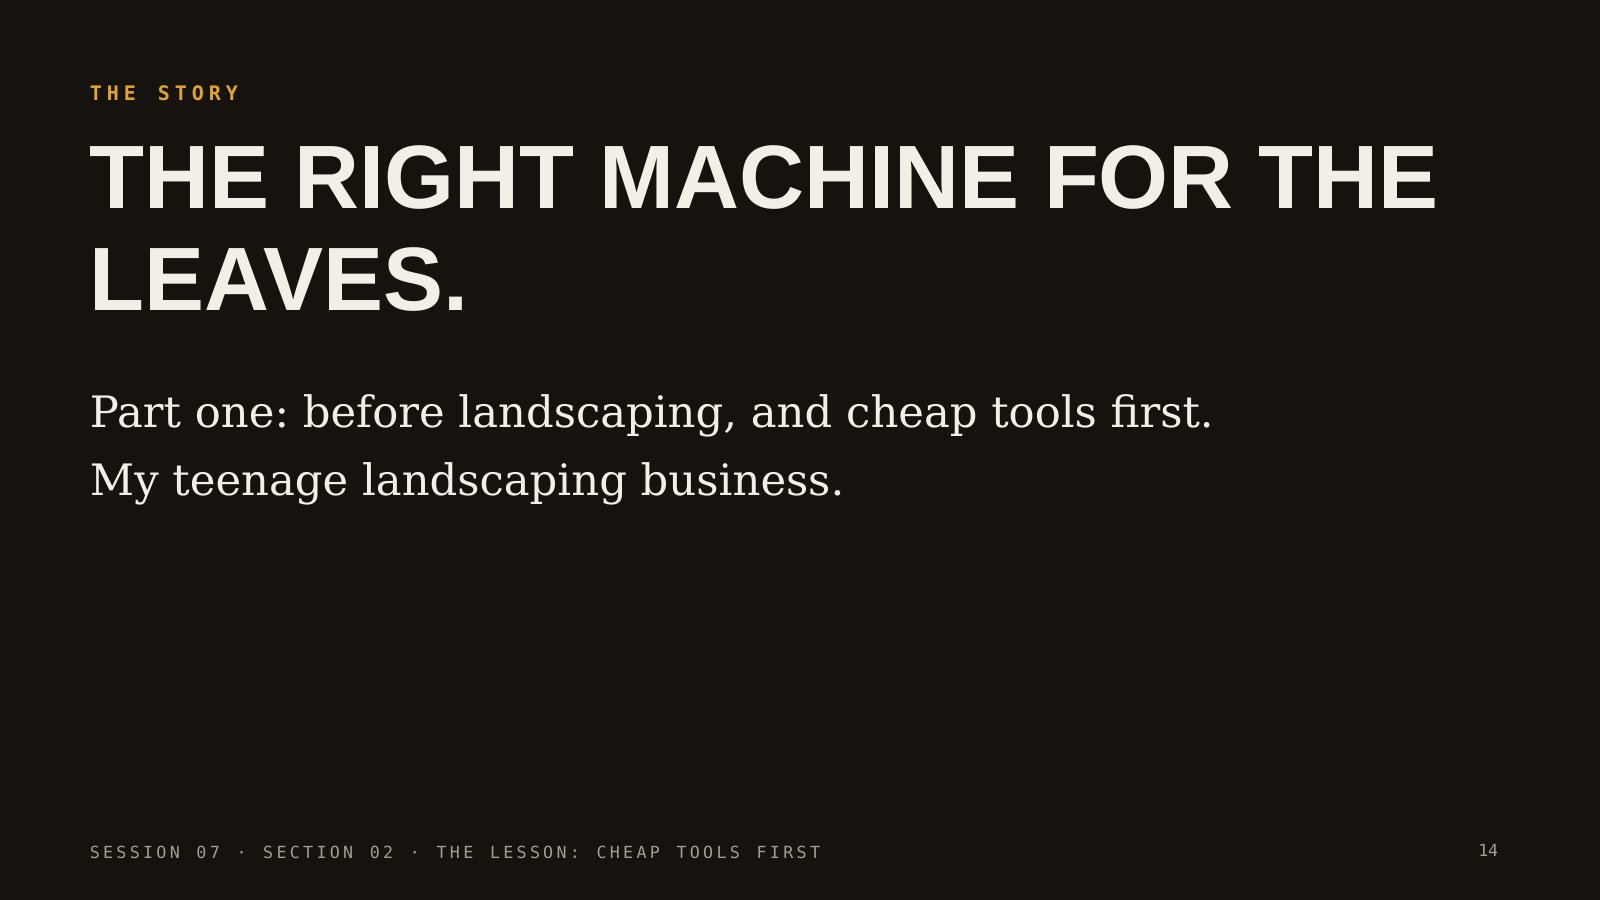 THE STORY
THE RIGHT MACHINE FOR THE
LEAVES.
Part one: before landscaping, and cheap tools first.
My teenage landscaping business.
SESSION 07 · SECTION 02 · THE LESSON: CHEAP TOOLS FIRST
14